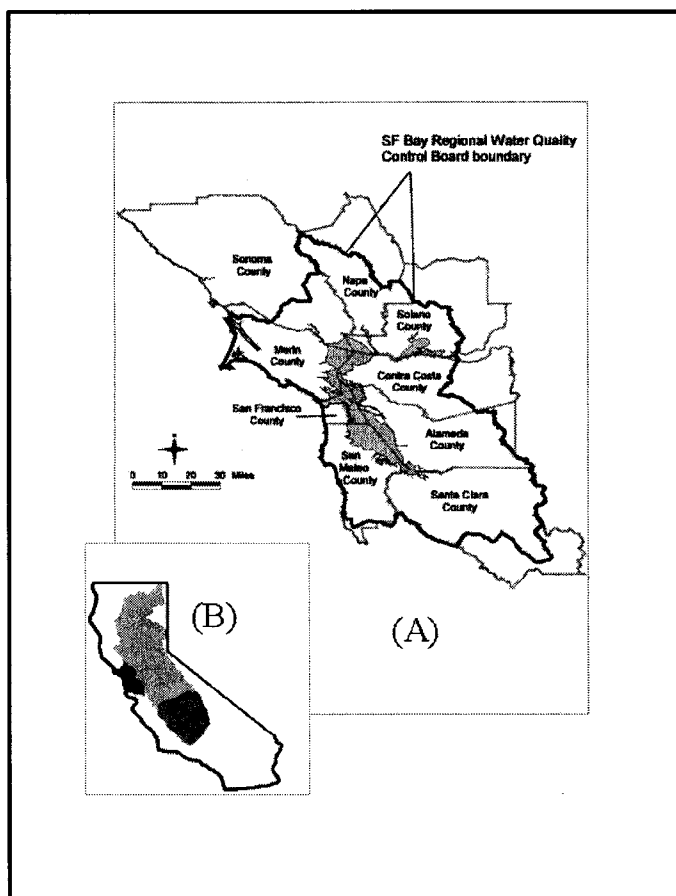 SF Bay Regional Water Quality
Control Board boundary
Sonoma
County
Napa
County
Solano
County
Marin
County
Contra Costa
County
San Francisco
County
Alameda
County
San
Mateo
County
Santa Clara
County
0 10 20 30 Miles
(B)
(A)